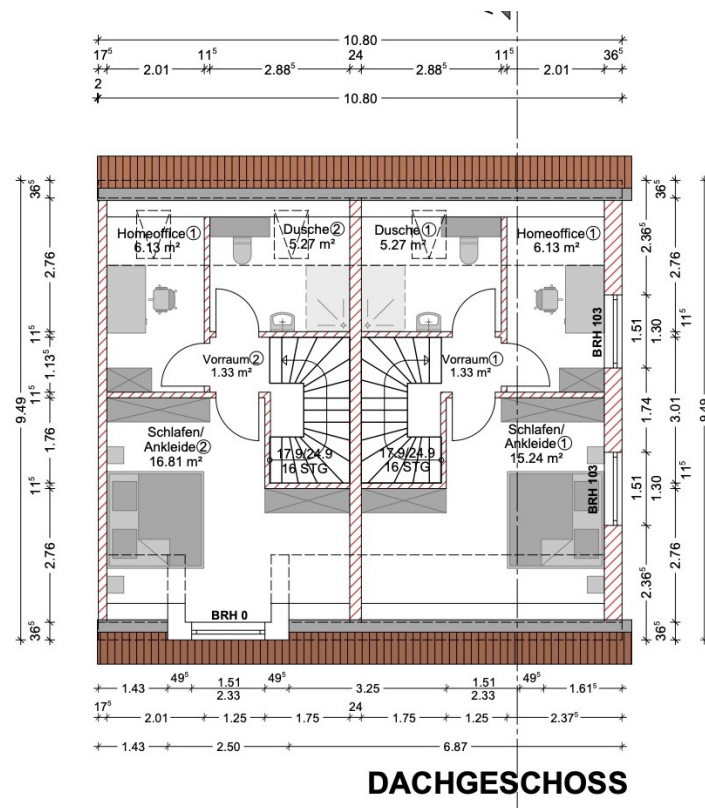 10.80
17⁵ 11⁵ 24 11⁵ 36⁵
2.01 2.88⁵ 2.88⁵ 2.01
2
10.80
36⁵ 36⁵ 36⁵
Homeoffice① Dusche② Dusche① Homeoffice①
6.13 m² 5.27 m² 5.27 m² 6.13 m²
2.76 2.36⁵ 2.76
BRH 103
1.51 1.30
11⁵ 11⁵
Vorraum② Vorraum①
1.33 m² 1.33 m²
1.13⁵
9.49 11⁵ 1.74 3.01 9.49
Schlafen/ Schlafen/
Ankleide② Ankleide①
16.81 m² 15.24 m²
1.76
17.9/24.9 17.9/24.9
16 STG 16 STG
BRH 103
11⁵ 1.51 1.30 11⁵
2.76 2.36⁵ 2.76
BRH 0
36⁵ 36⁵ 36⁵
1.43 49⁵ 1.51 49⁵ 3.25 1.51 49⁵ 1.61⁵
2.33 2.33
17⁵ 24
2.01 1.25 1.75 1.75 1.25 2.37⁵
1.43 2.50 6.87
DACHGESCHOSS